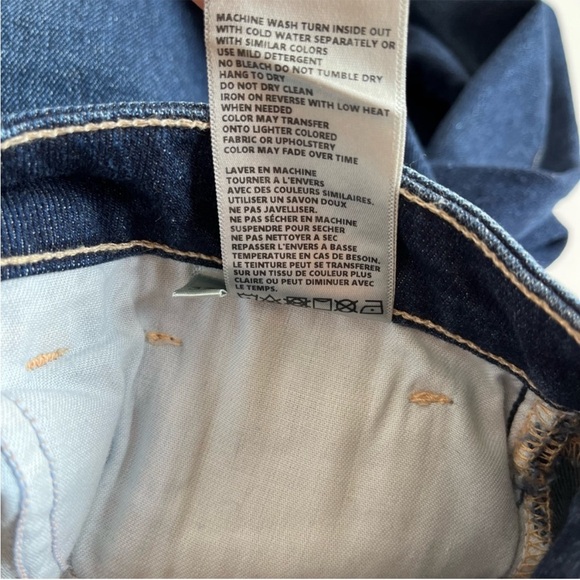 MACHINE WASH TURN INSIDE OUT
WITH COLD WATER SEPARATELY OR
WITH SIMILAR COLORS
USE MILD DETERGENT
NO BLEACH DO NOT TUMBLE DRY
HANG TO DRY
DO NOT DRY CLEAN
IRON ON REVERSE WITH LOW HEAT
WHEN NEEDED
COLOR MAY TRANSFER
ONTO LIGHTER COLORED
FABRIC OR UPHOLSTERY
COLOR MAY FADE OVER TIME
LAVER EN MACHINE
TOURNER A L'ENVERS
AVEC DES COULEURS SIMILAIRES.
UTILISER UN SAVON DOUX
NE PAS JAVELLISER.
NE PAS SÉCHER EN MACHINE
SUSPENDRE POUR SECHER
NE PAS NETTOYER A SEC
REPASSER L'ENVERS A BASSE
TEMPERATURE EN CAS DE BESOIN.
LE TEINTURE PEUT SE TRANSFERER
SUR UN TISSU DE COULEUR PLUS
CLAIRE OU PEUT DIMINUER AVEC
LE TEMPS.